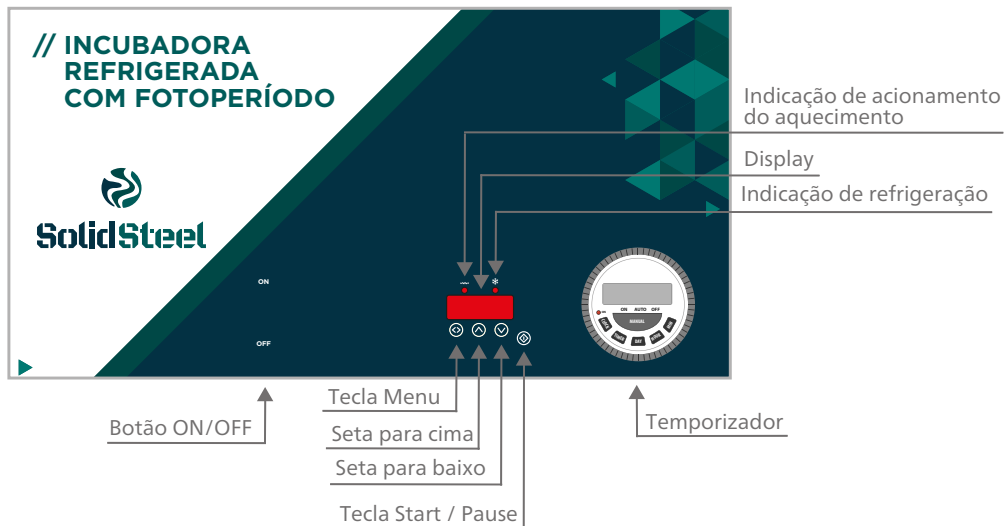 // INCUBADORA
REFRIGERADA
COM FOTOPERÍODO
SolidSteel
ON
OFF
Indicação de acionamento
do aquecimento
Display
Indicação de refrigeração
ON AUTO OFF
MANUAL
DAY
Botão ON/OFF
Tecla Menu
Seta para cima
Seta para baixo
Tecla Start / Pause
Temporizador